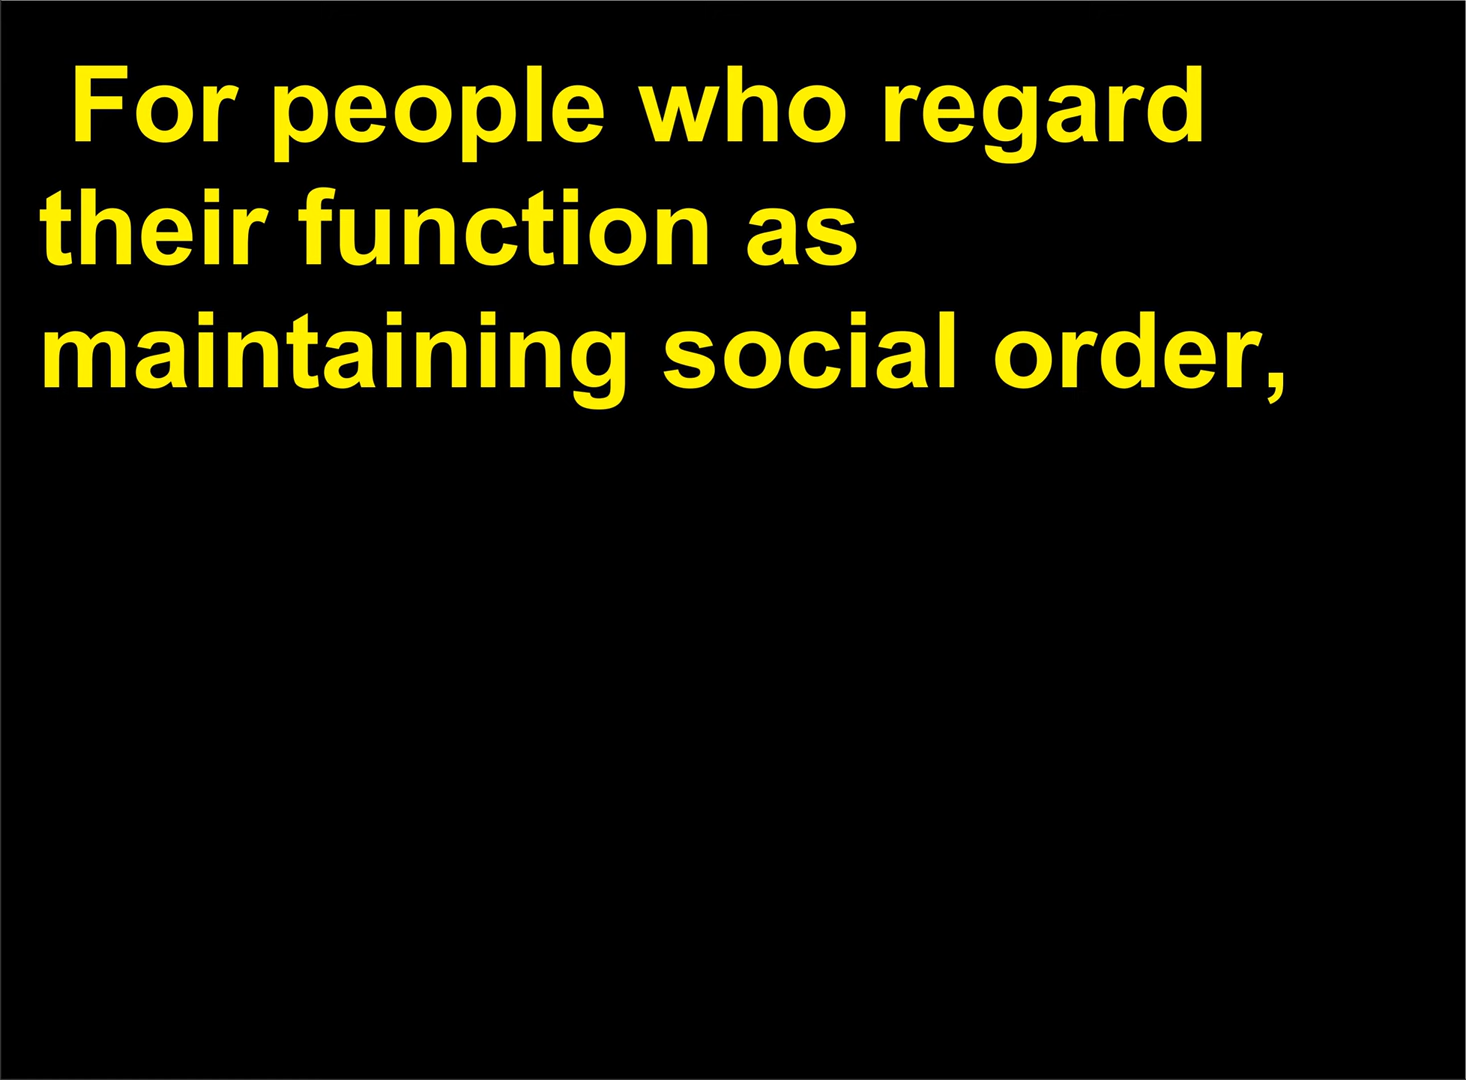 For people who regard
their function as
maintaining social order,